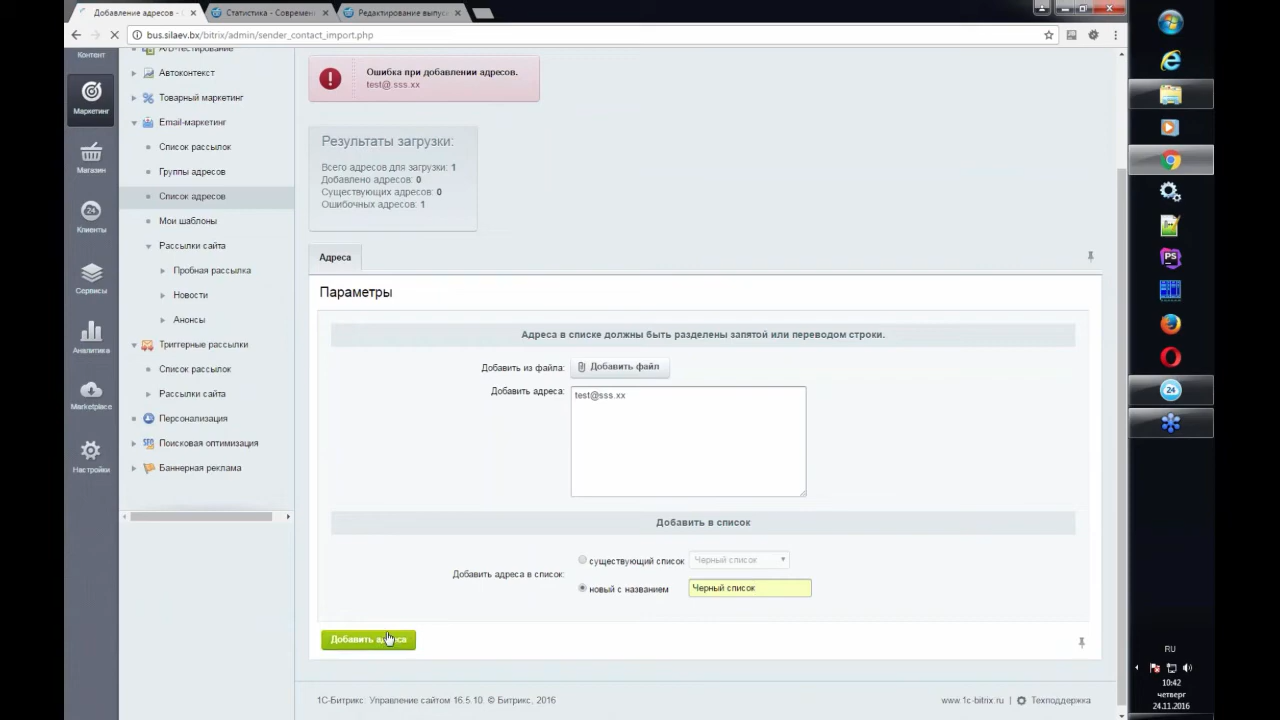 Добавление адресов -
Статистика - Современ
Редактирование выпус
bus.silaev.bx/bitrix/admin/sender_contact_import.php
Контент
Маркетинг
Магазин
24
Клиенты
Сервисы
Аналитика
Marketplace
Настройки
A/B-тестирование
Автоконтекст
Товарный маркетинг
Email-маркетинг
Список рассылок
Группы адресов
Список адресов
Мои шаблоны
Рассылки сайта
Пробная рассылка
Новости
Анонсы
Триггерные рассылки
Список рассылок
Рассылки сайта
Персонализация
Поисковая оптимизация
Баннерная реклама
Ошибка при добавлении адресов.
test@.sss.xx
Результаты загрузки:
Всего адресов для загрузки: 1
Добавлено адресов: 0
Существующих адресов: 0
Ошибочных адресов: 1
Адреса
Параметры
Адреса в списке должны быть разделены запятой или переводом строки.
Добавить из файла:
Добавить файл
Добавить адреса:
test@sss.xx
Добавить в список
Добавить адреса в список:
существующий список
Черный список
новый с названием
Черный список
Добавить адреса
1С-Битрикс: Управление сайтом 16.5.10. © Битрикс, 2016
www.1c-bitrix.ru | Техподдержка
PS
24
RU
10:42
четверг
24.11.2016